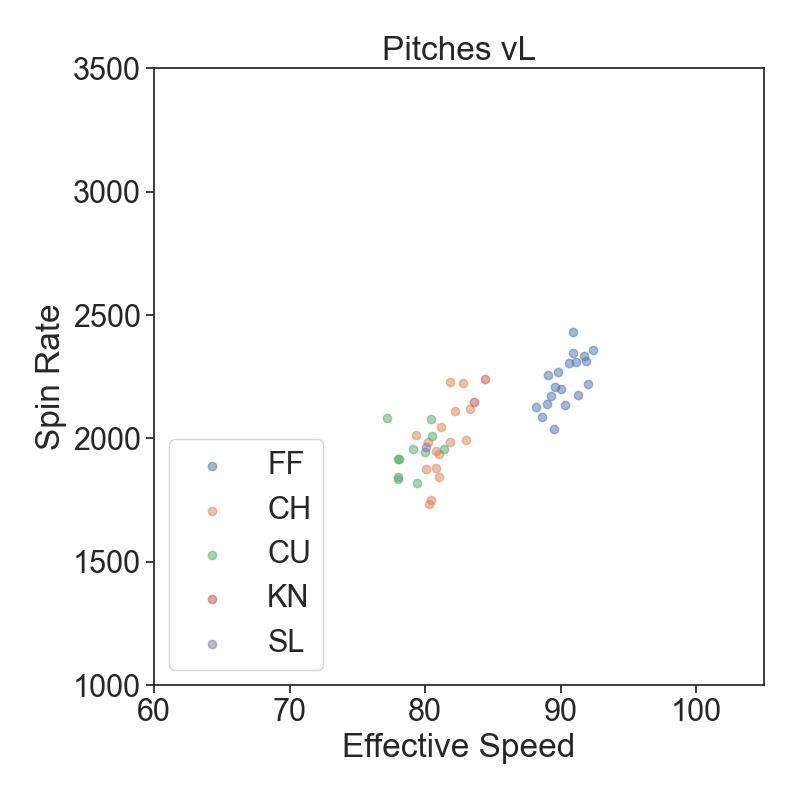 Pitches vL
3500
3000
2500
2000
1500
1000
Spin Rate
FF
CH
CU
KN
SL
60 70 80 90 100
Effective Speed